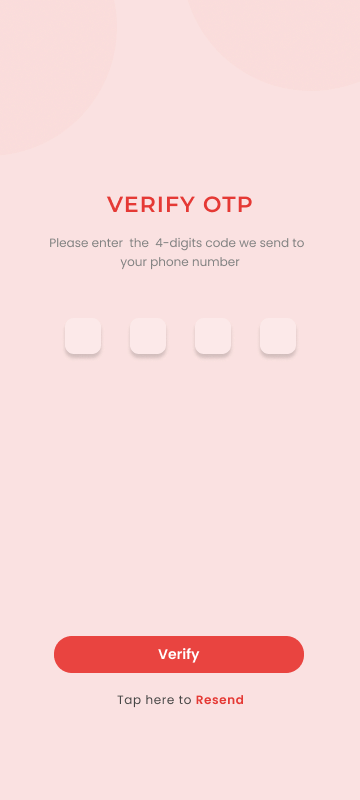 VERIFY OTP
Please enter  the  4-digits code we send to
your phone number
Verify
Tap here to Resend